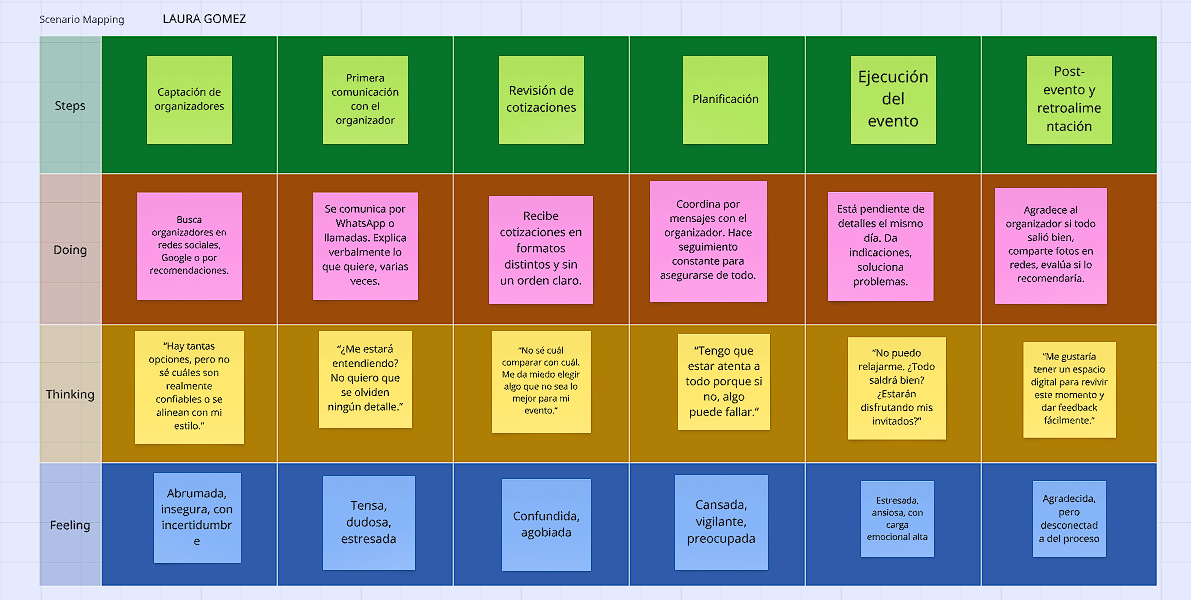 Scenario Mapping
LAURA GOMEZ
Steps
Captación de
organizadores
Primera
comunicación
con el
organizador
Revisión de
cotizaciones
Planificación
Ejecución
del
evento
Post-
evento y
retroalime
ntación
Doing
Busca
organizadores en
redes sociales,
Google o por
recomendaciones.
Se comunica por
WhatsApp o
llamadas. Explica
verbalmente lo
que quiere, varias
veces.
Recibe
cotizaciones en
formatos
distintos y sin
un orden claro.
Coordina por
mensajes con el
organizador. Hace
seguimiento
constante para
asegurarse de todo.
Está pendiente de
detalles el mismo
día. Da
indicaciones,
soluciona
problemas.
Agradece al
organizador si todo
salió bien,
comparte fotos en
redes, evalúa si lo
recomendaría.
Thinking
“Hay tantas
opciones, pero no
sé cuáles son
realmente
confiables o se
alinean con mi
estilo.”
“¿Me estará
entendiendo?
No quiero que
se olviden
ningún detalle.”
“No sé cuál
comparar con cuál.
Me da miedo elegir
algo que no sea lo
mejor para mi
evento.”
“Tengo que
estar atenta a
todo porque si
no, algo
puede fallar.”
“No puedo
relajarme. ¿Todo
saldrá bien?
¿Estarán
disfrutando mis
invitados?”
“Me gustaría
tener un espacio
digital para revivir
este momento y
dar feedback
fácilmente.”
Feeling
Abrumada,
insegura, con
incertidumbr
e
Tensa,
dudosa,
estresada
Confundida,
agobiada
Cansada,
vigilante,
preocupada
Estresada,
ansiosa, con
carga
emocional alta
Agradecida,
pero
desconectad
a del proceso